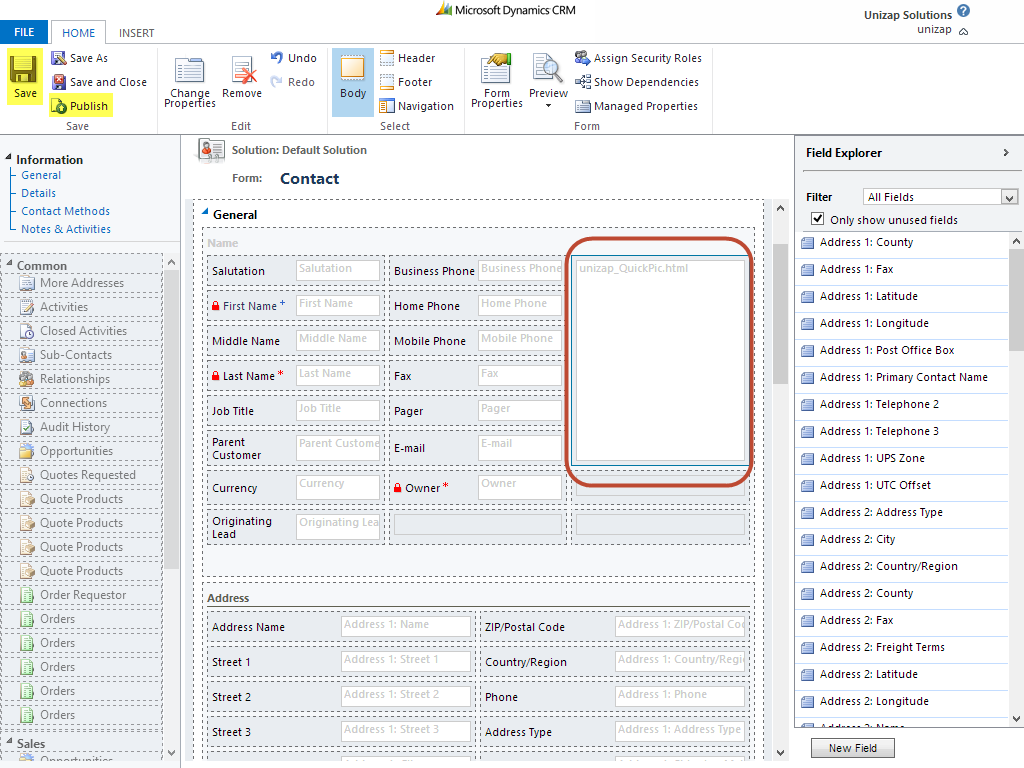 Microsoft Dynamics CRM
Unizap Solutions
unizap
FILE
HOME
INSERT
Save
Save As
Save and Close
Publish
Save
Change
Properties
Remove
Undo
Redo
Edit
Body
Header
Footer
Navigation
Select
Form
Properties
Preview
Assign Security Roles
Show Dependencies
Managed Properties
Form
Information
General
Details
Contact Methods
Notes & Activities
Common
More Addresses
Activities
Closed Activities
Sub-Contacts
Relationships
Connections
Audit History
Opportunities
Quotes Requested
Quote Products
Quote Products
Quote Products
Quote Products
Order Requestor
Orders
Orders
Orders
Orders
Orders
Sales
Opportunities
Solution: Default Solution
Form: Contact
General
Name
Salutation Salutation Business Phone Business Phone unizap_QuickPic.html
First Name + First Name Home Phone Home Phone
Middle Name Middle Name Mobile Phone Mobile Phone
Last Name * Last Name Fax Fax
Job Title Job Title Pager Pager
Parent
Customer Parent Custome E-mail E-mail
Currency Currency Owner * Owner
Originating
Lead Originating Lea
Address
Address Name Address 1: Name ZIP/Postal Code Address 1: ZIP/Postal Co
Street 1 Address 1: Street 1 Country/Region Address 1: Country/Regi
Street 2 Address 1: Street 2 Phone Address 1: Phone
Street 3 Address 1: Street 3 Address Type Address 1: Address Type
Field Explorer
Filter All Fields
Only show unused fields
Address 1: County
Address 1: Fax
Address 1: Latitude
Address 1: Longitude
Address 1: Post Office Box
Address 1: Primary Contact Name
Address 1: Telephone 2
Address 1: Telephone 3
Address 1: UPS Zone
Address 1: UTC Offset
Address 2: Address Type
Address 2: City
Address 2: Country/Region
Address 2: County
Address 2: Fax
Address 2: Freight Terms
Address 2: Latitude
Address 2: Longitude
Address 2: Name
New Field